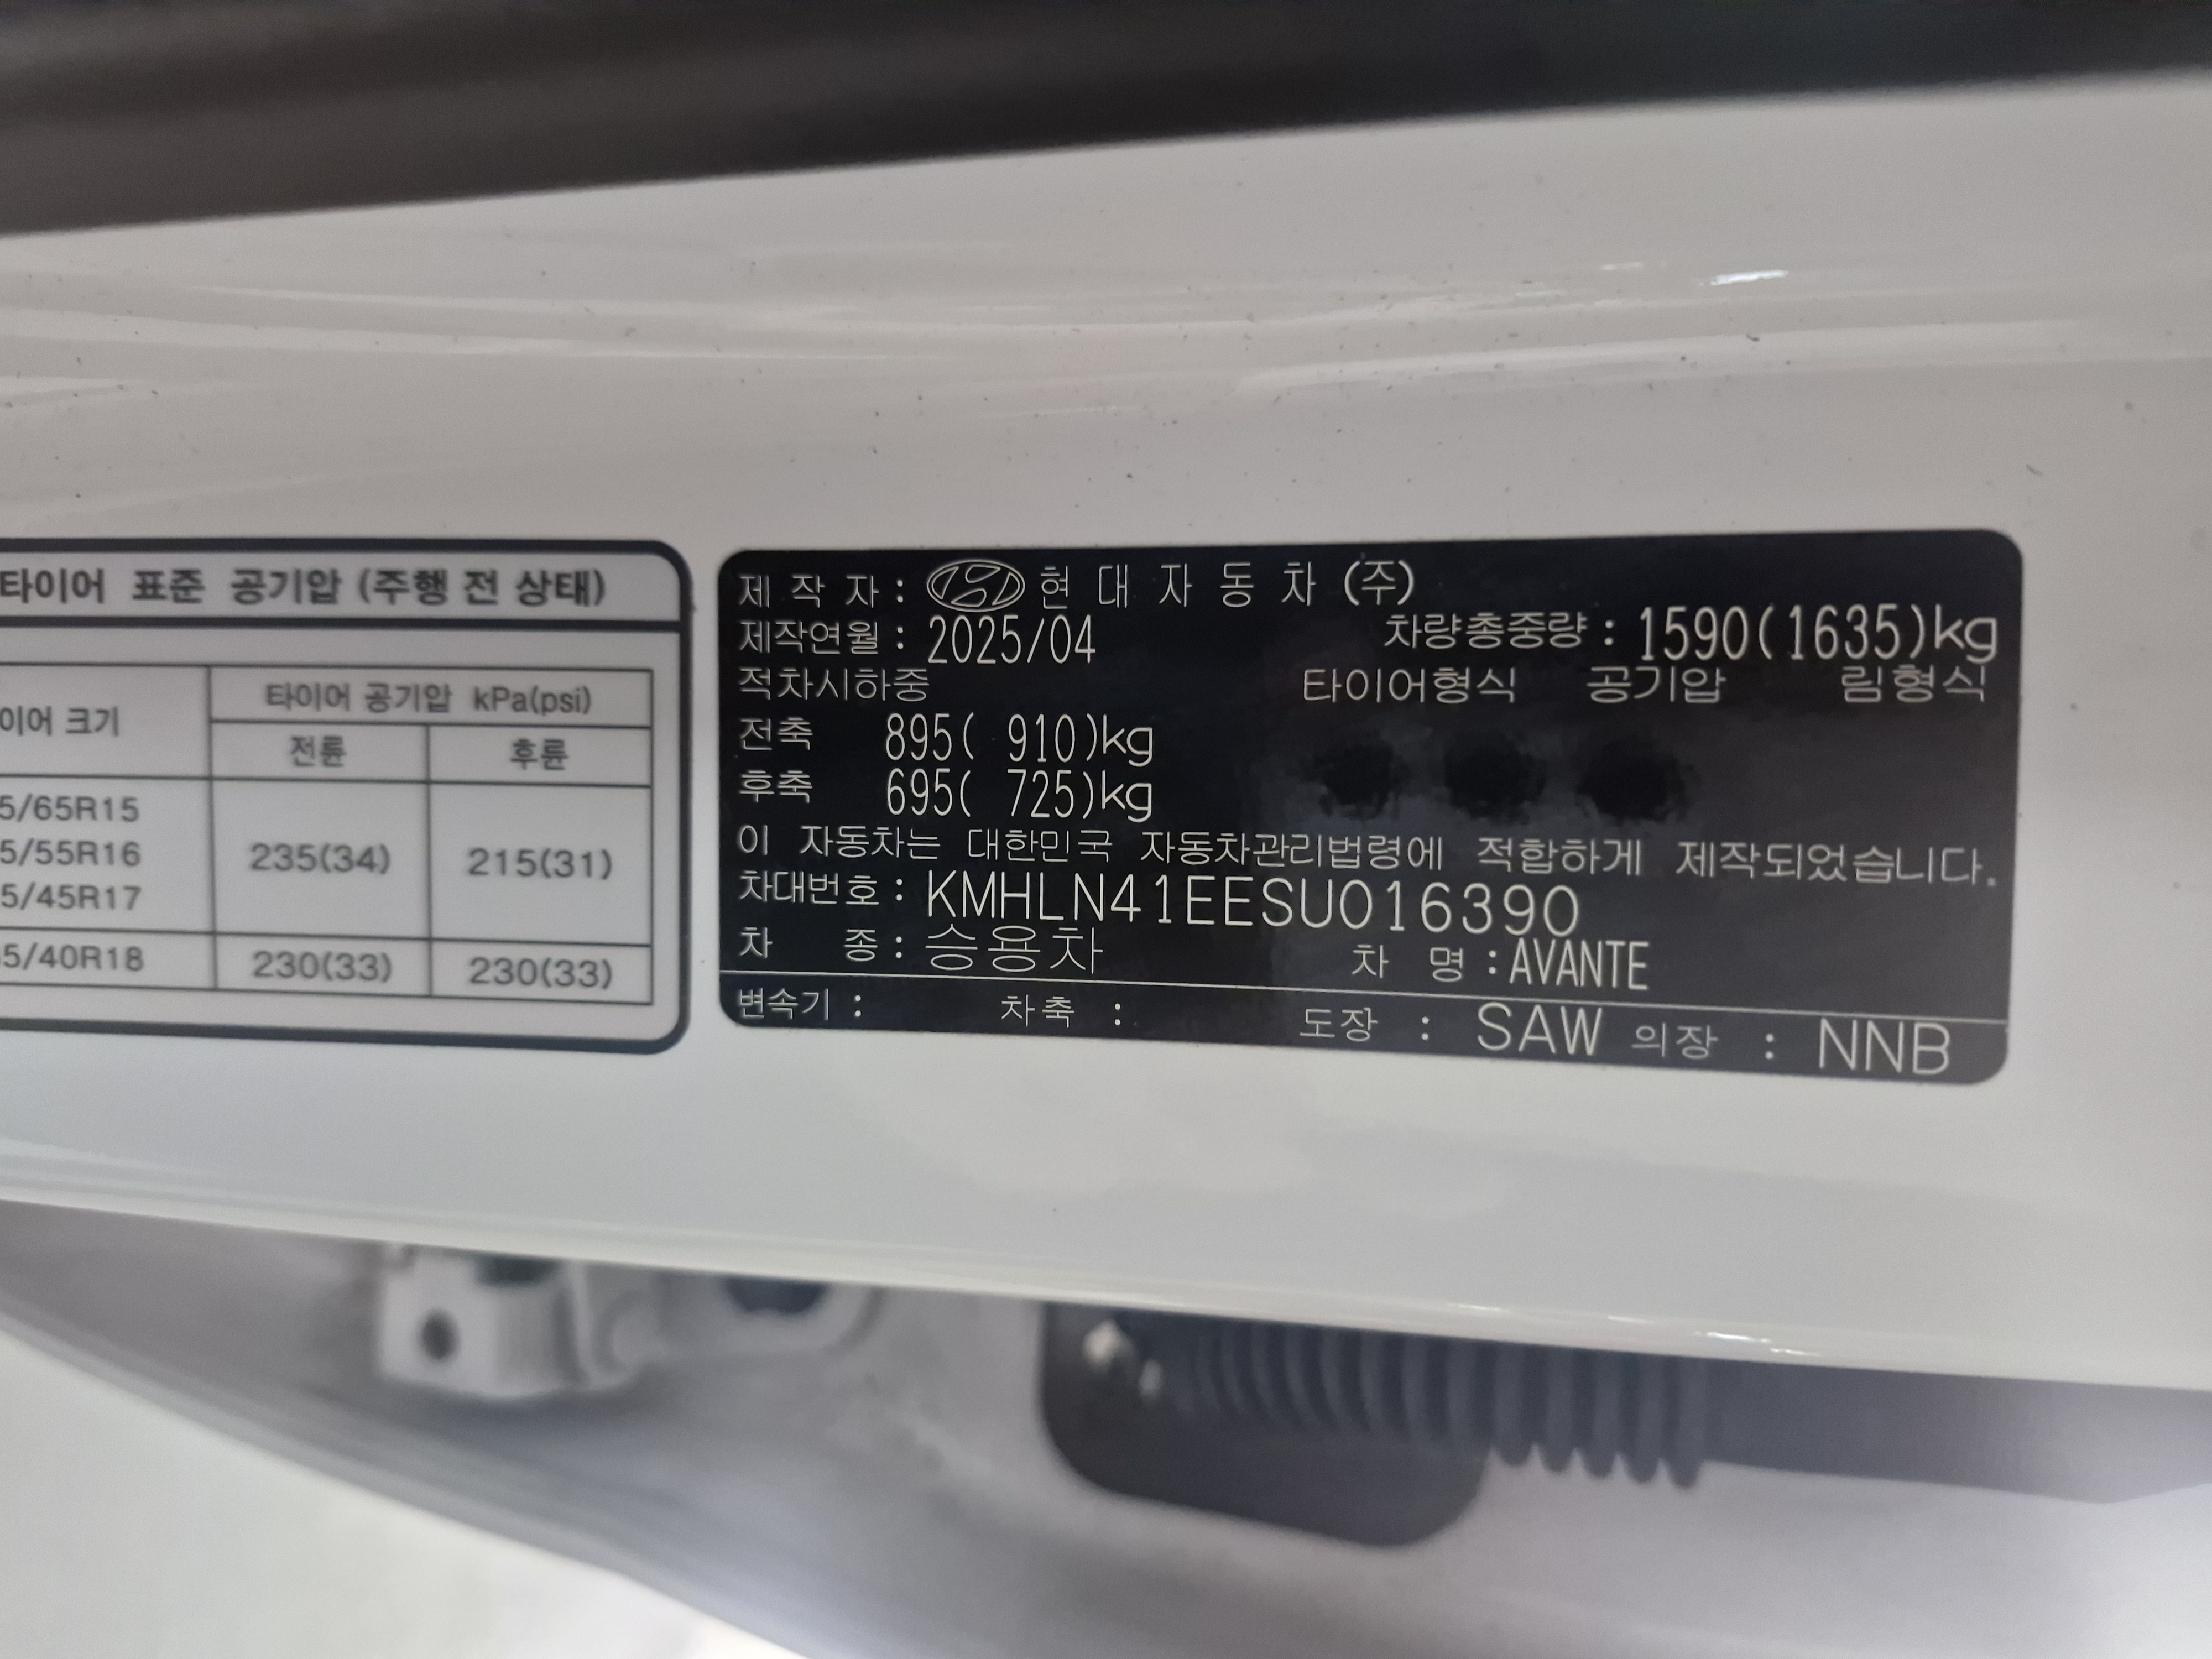 타이어 표준 공기압 (주행 전 상태)
이어 크기
타이어 공기압 kPa(psi)
전륜 후륜
5/65R15
5/55R16
5/45R17
235(34) 215(31)
5/40R18 230(33) 230(33)
제 작 자 : 현 대 자 동 차 (주)
제작연월 : 2025/04 차량총중량 : 1590(1635)kg
적차시하중 타이어형식 공기압 림형식
전축 895( 910)kg
후축 695( 725)kg
이 자동차는 대한민국 자동차관리법령에 적합하게 제작되었습니다.
차대번호 : KMHLN41EESU016390
차 종 : 승용차 차 명 : AVANTE
변속기 : 차축 : 도장 : SAW 의장 : NNB